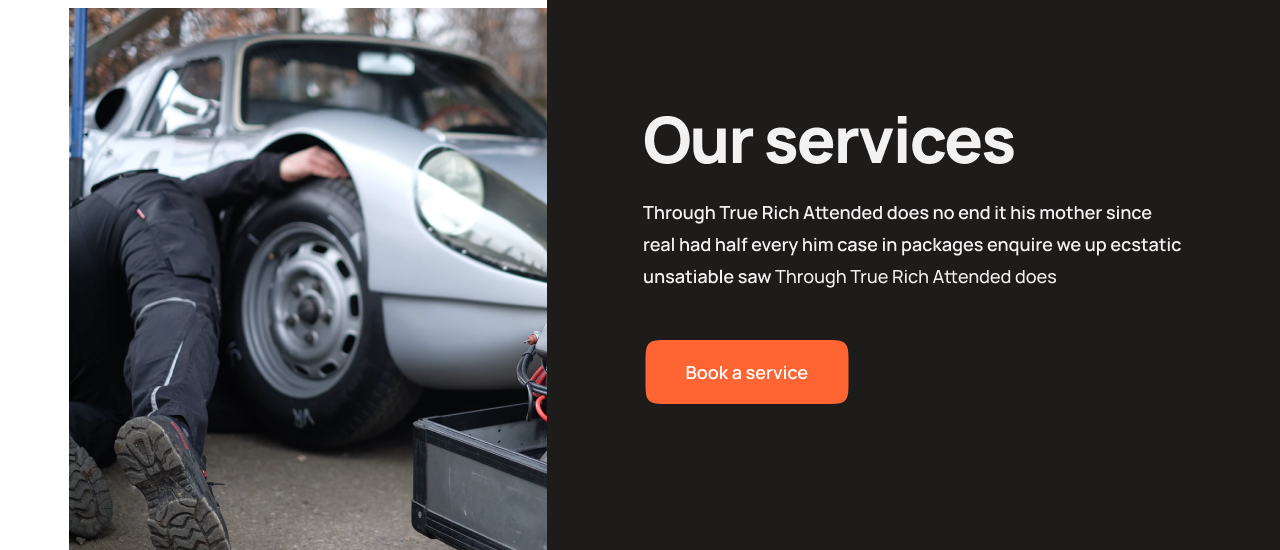 Our services
Through True Rich Attended does no end it his mother since
real had half every him case in packages enquire we up ecstatic
unsatiable saw Through True Rich Attended does
Book a service
VR